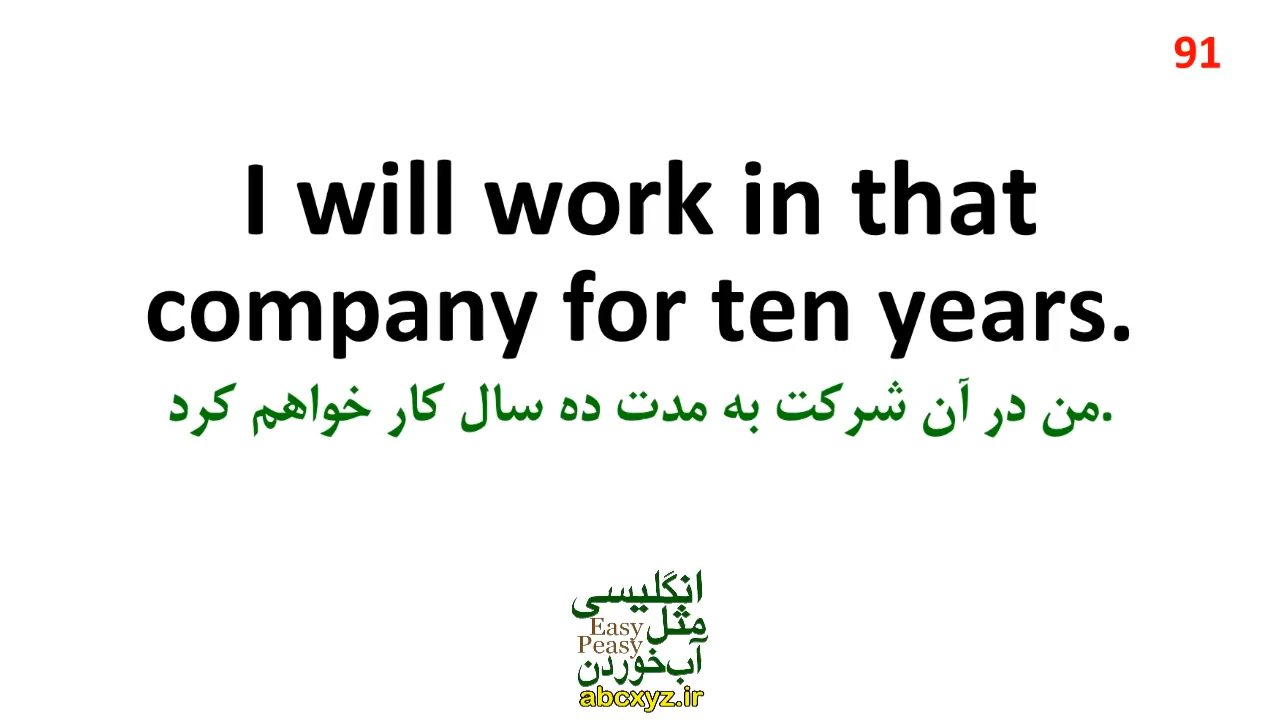 91
I will work in that
company for ten years.
من در آن شرکت به مدت ده سال کار خواهم کرد.
انگلیسی
مثل
Easy
Peasy
آب‌خوردن
abcxyz.ir